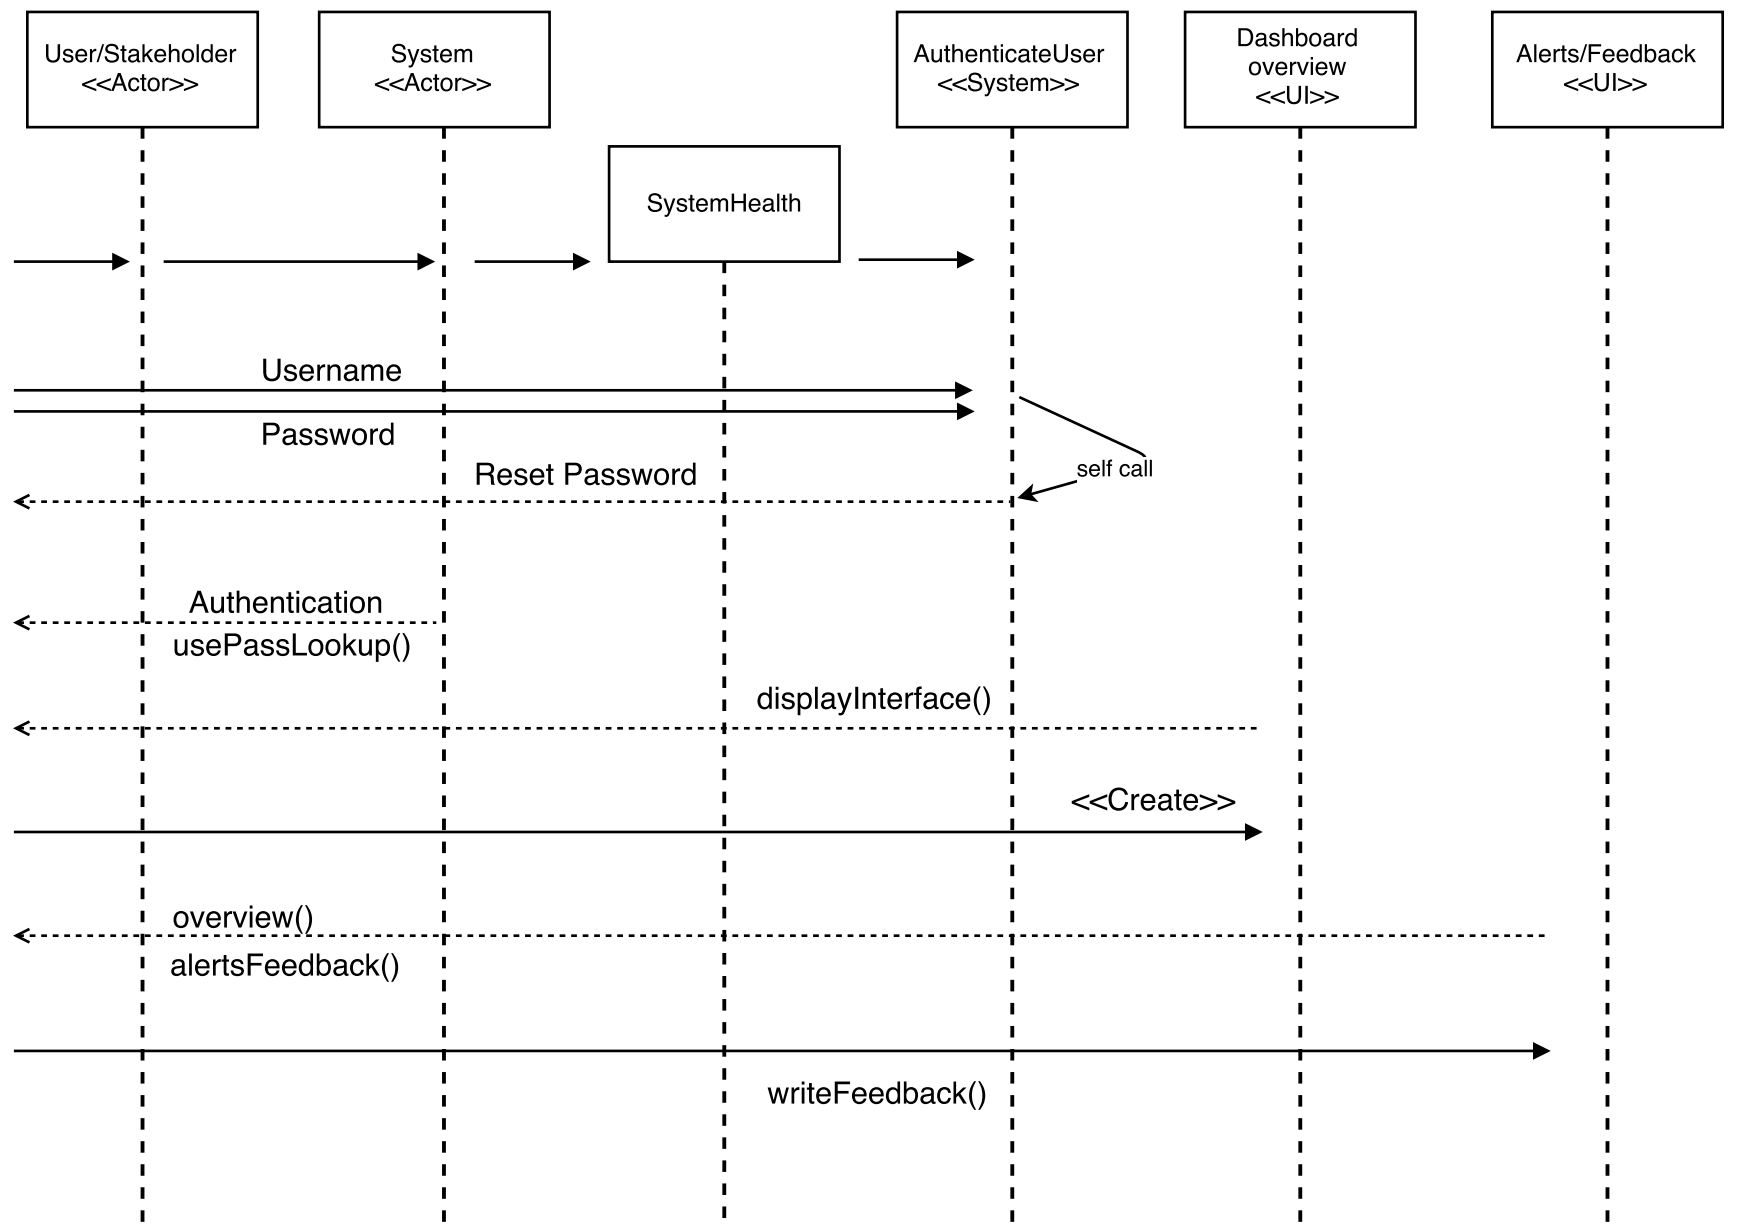 User/Stakeholder
<<Actor>>
System
<<Actor>>
AuthenticateUser
<<System>>
Dashboard
overview
<<UI>>
Alerts/Feedback
<<UI>>
SystemHealth
Username
Password
self call
Reset Password
Authentication
usePassLookup()
displayInterface()
<<Create>>
overview()
alertsFeedback()
writeFeedback()